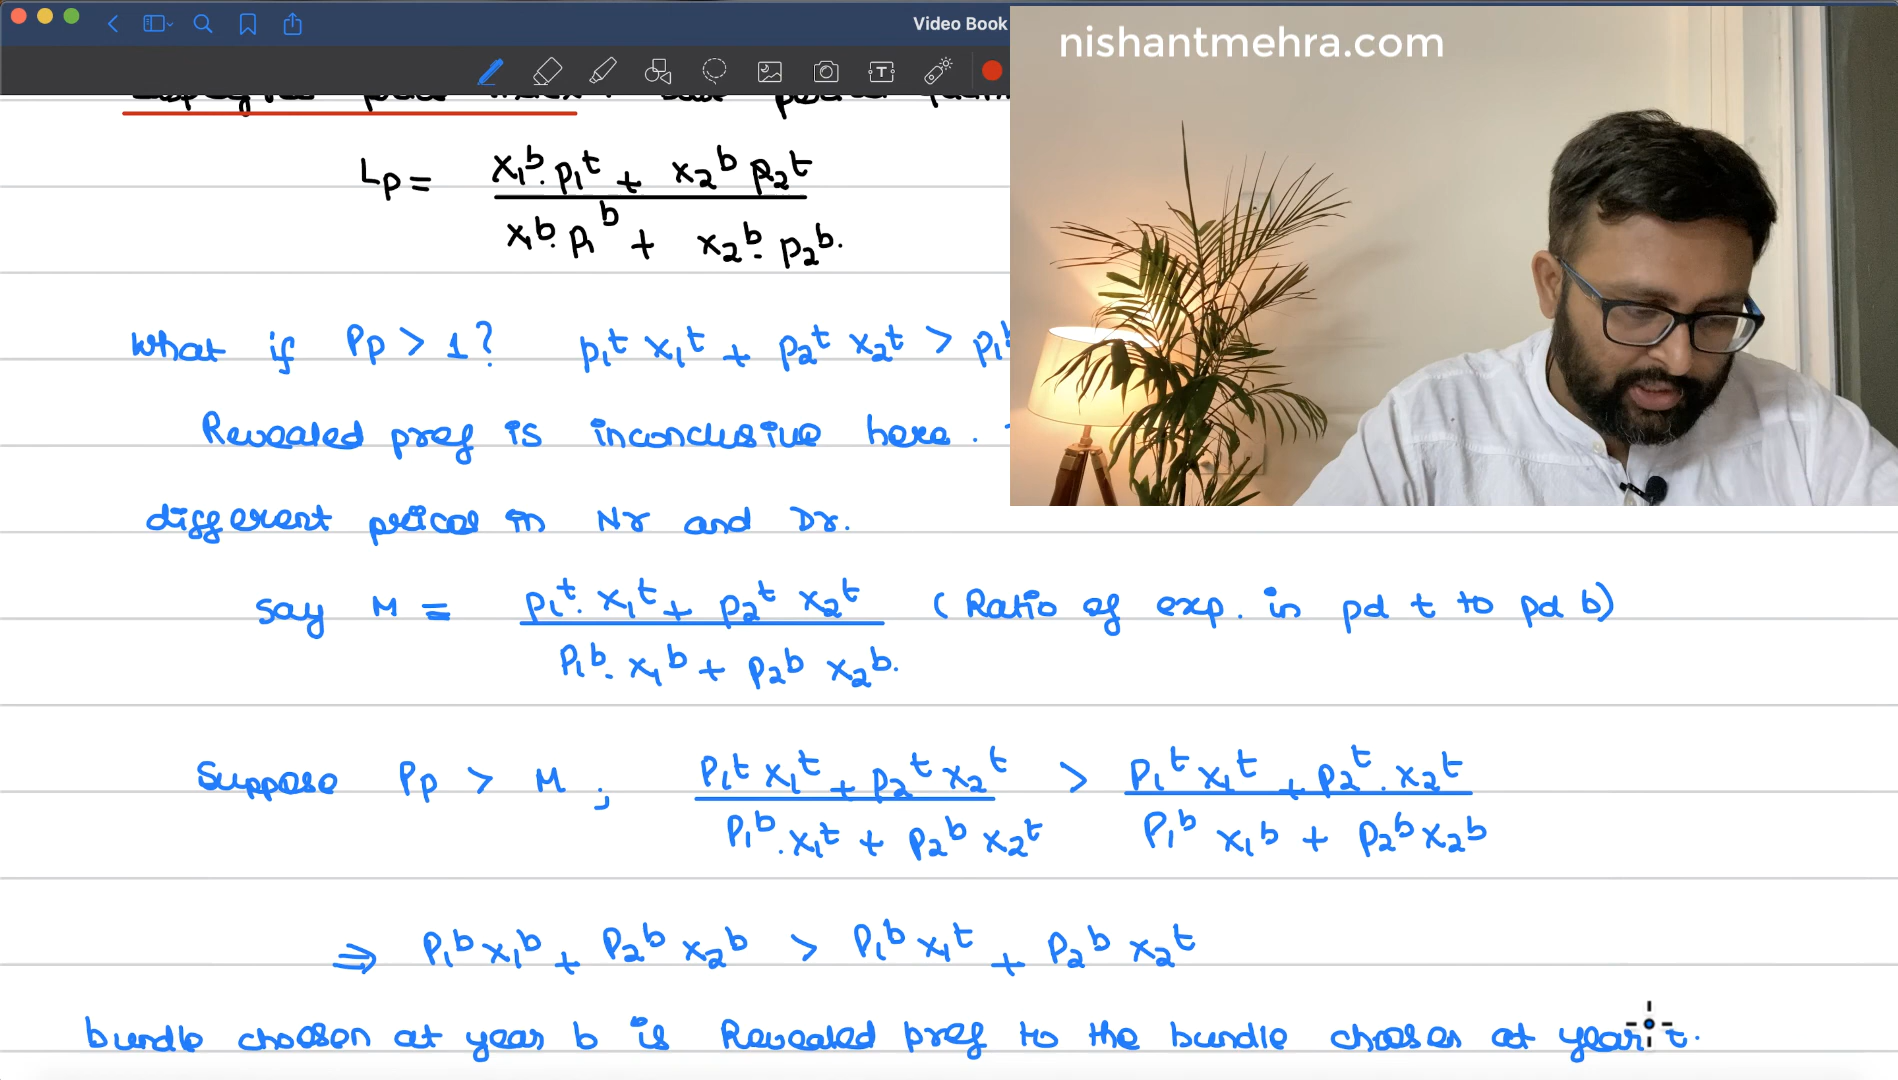 Video Book
nishantmehra.com
Lp = x₁ᵇ. p₁ᵗ + x₂ᵇ p₂ᵗ
x₁ᵇ. p₁ᵇ + x₂ᵇ. p₂ᵇ.
What if Pp > 1? p₁ᵗ x₁ᵗ + p₂ᵗ x₂ᵗ > p₁
Revealed pref is inconclusive here.
different prices in Nr and Dr.
say M = p₁ᵗ. x₁ᵗ + p₂ᵗ x₂ᵗ (Ratio of exp. in pd t to pd b)
P₁ᵇ. x₁ᵇ + p₂ᵇ x₂ᵇ.
Suppose Pp > M ; P₁ᵗ x₁ᵗ + p₂ᵗ x₂ᵗ > P₁ᵗ x₁ᵗ + p₂ᵗ. x₂ᵗ
P₁ᵇ. x₁ᵗ + P₂ᵇ x₂ᵗ P₁ᵇ x₁ᵇ + P₂ᵇ x₂ᵇ
⇒ P₁ᵇ x₁ᵇ + P₂ᵇ x₂ᵇ > P₁ᵇ x₁ᵗ + P₂ᵇ x₂ᵗ
bundle choosen at year b is Revealed pref to the bundle choosen at year t.